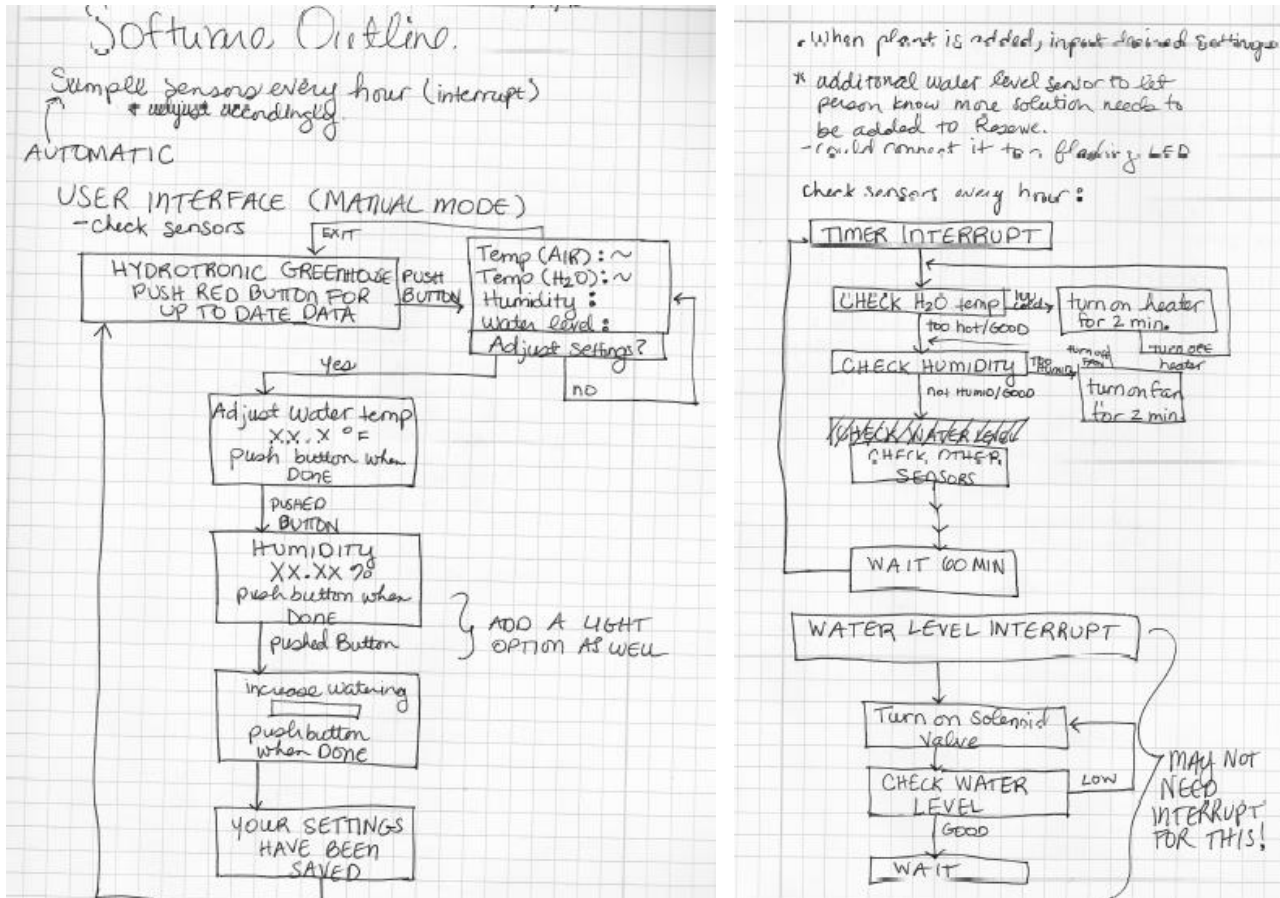 Software Outline.
Sample sensors every hour (interrupt)
& adjust accordingly.
AUTOMATIC
USER INTERFACE (MANUAL MODE)
-check sensors
EXIT
HYDROTRONIC GREENHOUSE
PUSH RED BUTTON FOR
UP TO DATE DATA
PUSH
BUTTON
Temp (AIR): ~
Temp (H₂O): ~
Humidity :
Water level :
Adjust Settings?
yes
no
Adjust Water temp
XX.X °F
push button when
DONE
PUSHED
BUTTON
HUMIDITY
XX.XX %
push button when
DONE
pushed Button
ADD A LIGHT
OPTION AS WELL
increase watering
push button
when DONE
YOUR SETTINGS
HAVE BEEN
SAVED
• When plant is added, input desired settings
* additional water level sensor to let
person know more solution needs to
be added to Reserve.
- could connect it to a flashing LED
Check sensors every hour:
TIMER INTERRUPT
CHECK H₂O temp
cold
turn on heater
for 2 min.
too hot/GOOD
turn off
heater
CHECK HUMIDITY
TOO
HUMID
turn off
FAN
turn on fan
for 2 min
not HUMID/GOOD
CHECK WATER LEVEL
CHECK OTHER
SENSORS
WAIT 60 MIN
WATER LEVEL INTERRUPT
Turn on Solenoid
Valve
CHECK WATER
LEVEL
LOW
GOOD
WAIT
MAY NOT
NEED
INTERRUPT
FOR THIS!